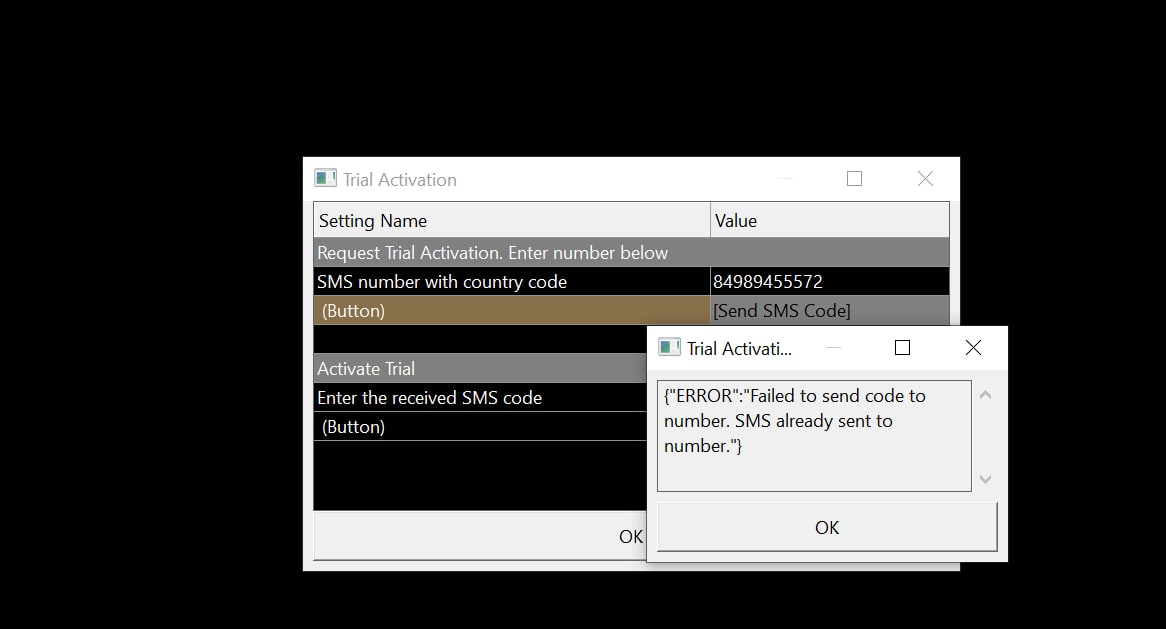 Trial Activation
Setting Name Value
Request Trial Activation. Enter number below
SMS number with country code 84989455572
(Button) [Send SMS Code]
Trial Activati...
Activate Trial
{"ERROR":"Failed to send code to
number. SMS already sent to
number."}
Enter the received SMS code
(Button)
OK
OK